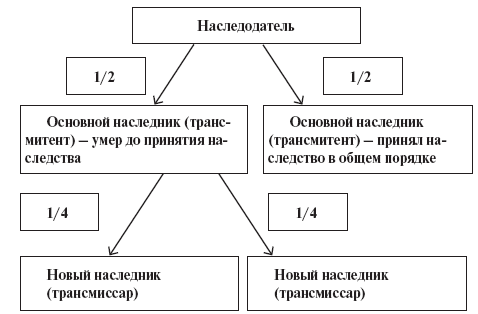 Наследодатель
1/2
1/2
Основной наследник (транс-
митент) – умер до принятия на-
следства
Основной наследник
(трансмитент) – принял на-
следство в общем порядке
1/4
1/4
Новый наследник
(трансмиссар)
Новый наследник
(трансмиссар)